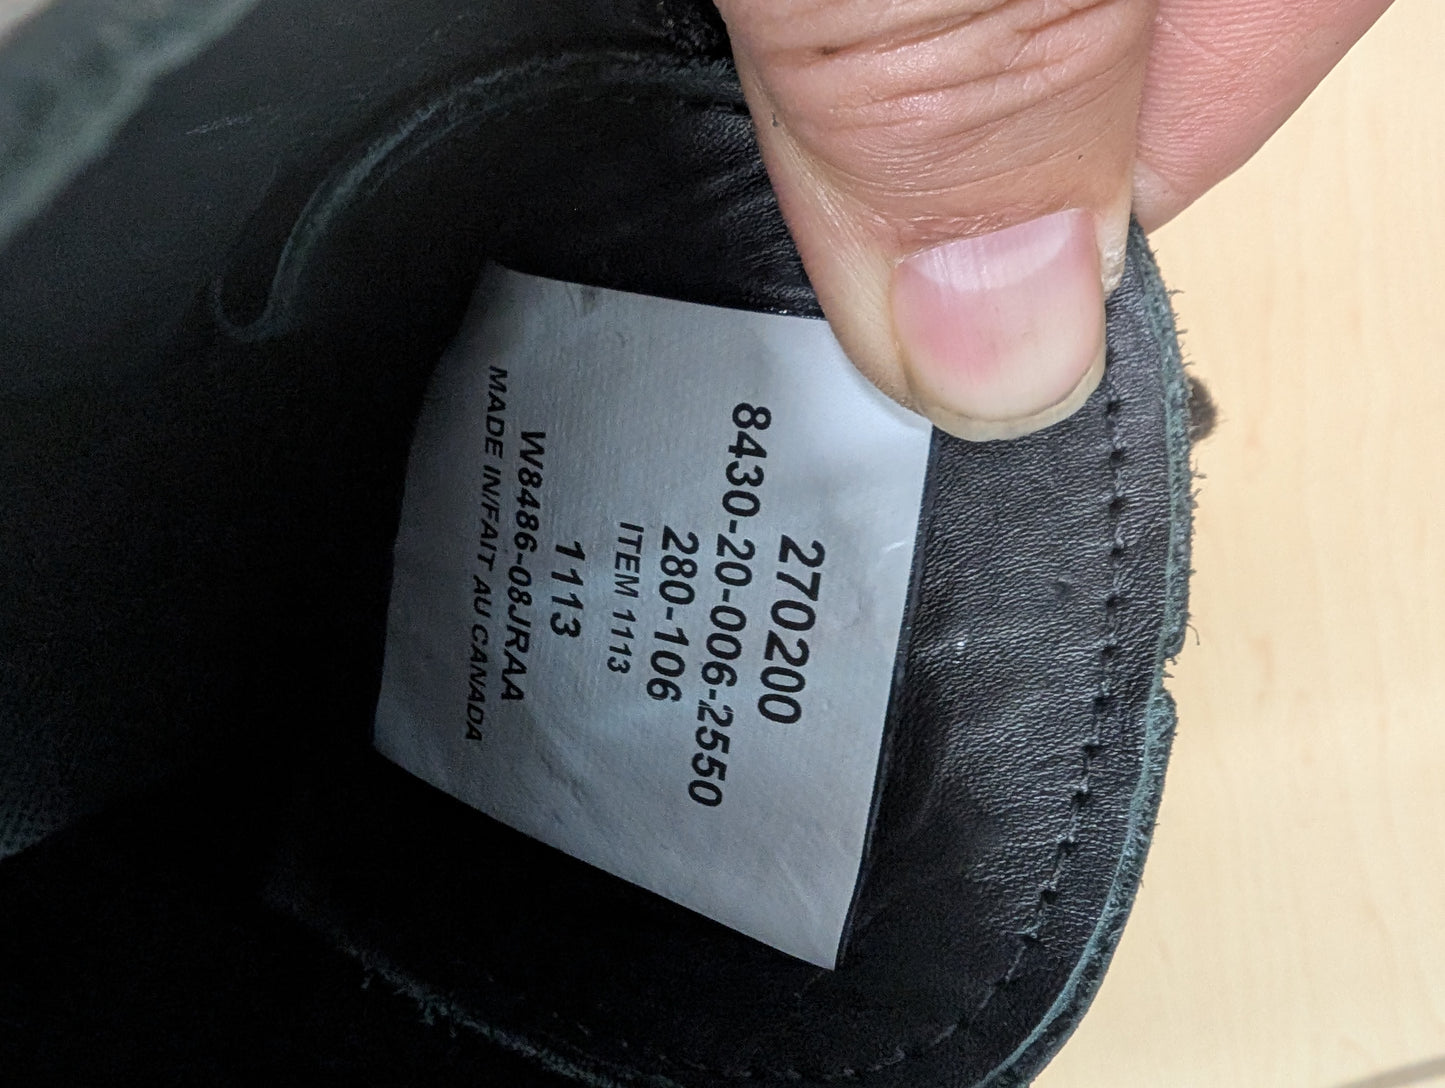 270200
8430-20-006-2550
280-106
ITEM 1113
1113
W8486-08JRAA
MADE IN/FAIT AU CANADA